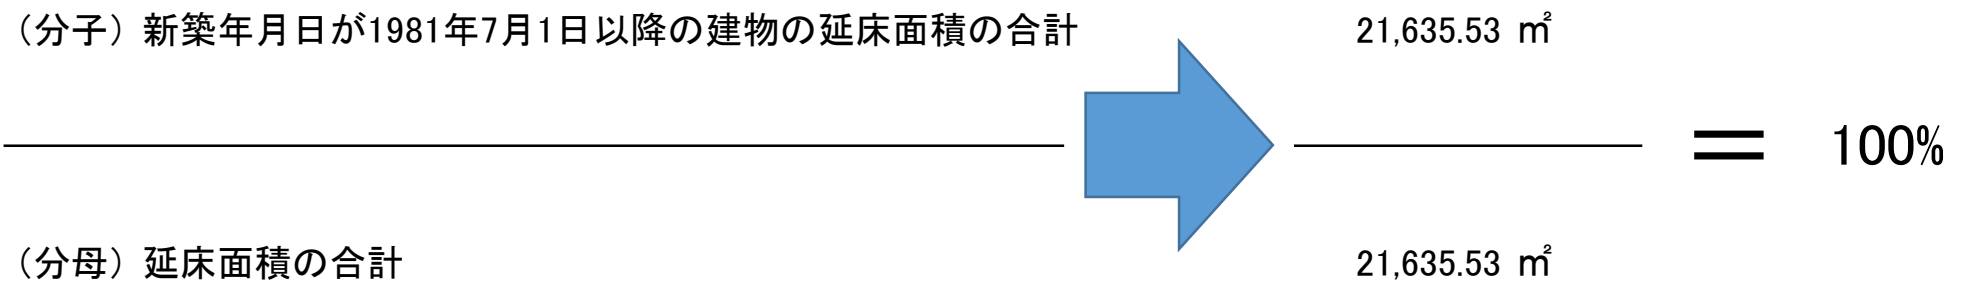 （分子）新築年月日が1981年7月1日以降の建物の延床面積の合計
21,635.53 ㎡
＝ 100%
（分母）延床面積の合計
21,635.53 ㎡